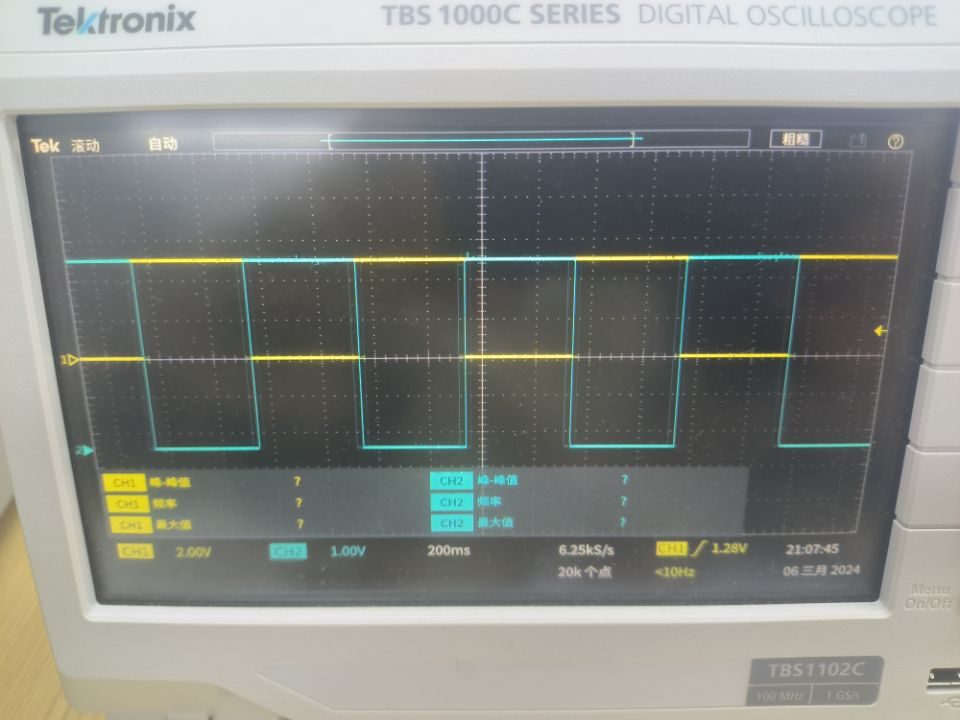 Tektronix TBS 1000C SERIES DIGITAL OSCILLOSCOPE
Tek 滚动 自动 粗糙 ?
1
2
CH1 峰-峰值 ? CH2 峰-峰值 ?
CH1 频率 ? CH2 频率 ?
CH1 最大值 ? CH2 最大值 ?
CH1 2.00V CH2 1.00V 200ms 6.25kS/s CH1 1.28V 21:07:45
20k 个点 <10Hz 06 三月 2024
Menu
On/Off
TBS1102C
100 MHz 1 GS/s